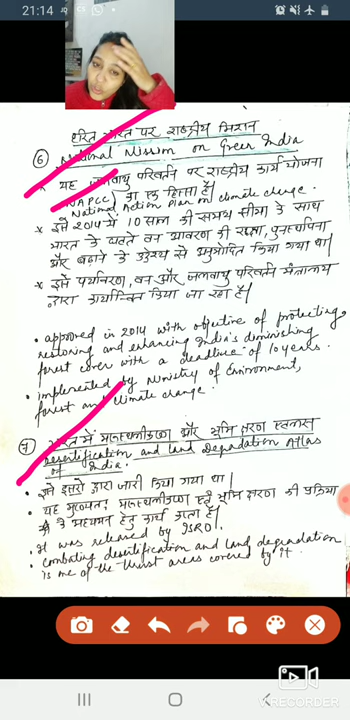 21:14
हरित भारत पर राष्ट्रीय मिशन
⑥ National Mission on Green India
* यह जलवायु परिवर्तन पर राष्ट्रीय कार्य योजना
NAPCC का एक हिस्सा है।
National Action Plan on climate change.
* इसे 2014 में 10 साल की समय सीमा के साथ
भारत के घटते वन आवरण की रक्षा, पुनर्स्थापना
और बढ़ाने के उद्देश्य से अनुमोदित किया गया था।
* इसे पर्यावरण, वन और जलवायु परिवर्तन मंत्रालय
द्वारा कार्यान्वित किया जा रहा है।
• approved in 2014 with objective of protecting,
restoring and enhancing India's diminishing
forest cover with a deadline of 10 years.
• implemented by Ministry of Environment,
forest and climate change.
⑦ भारत में मरुस्थलीकरण और भूमि क्षरण एटलस
Desertification and land Degradation Atlas
of India.
• इसे इसरो द्वारा जारी किया गया था।
• यह मुख्यतः मरुस्थलीकरण एवं भूमि क्षरण की प्रक्रिया
के अध्ययन हेतु कार्य करता है।
• It was released by ISRO.
• combating desertification and land degradation
is one of the thrust areas covered by it.
V RECORDER